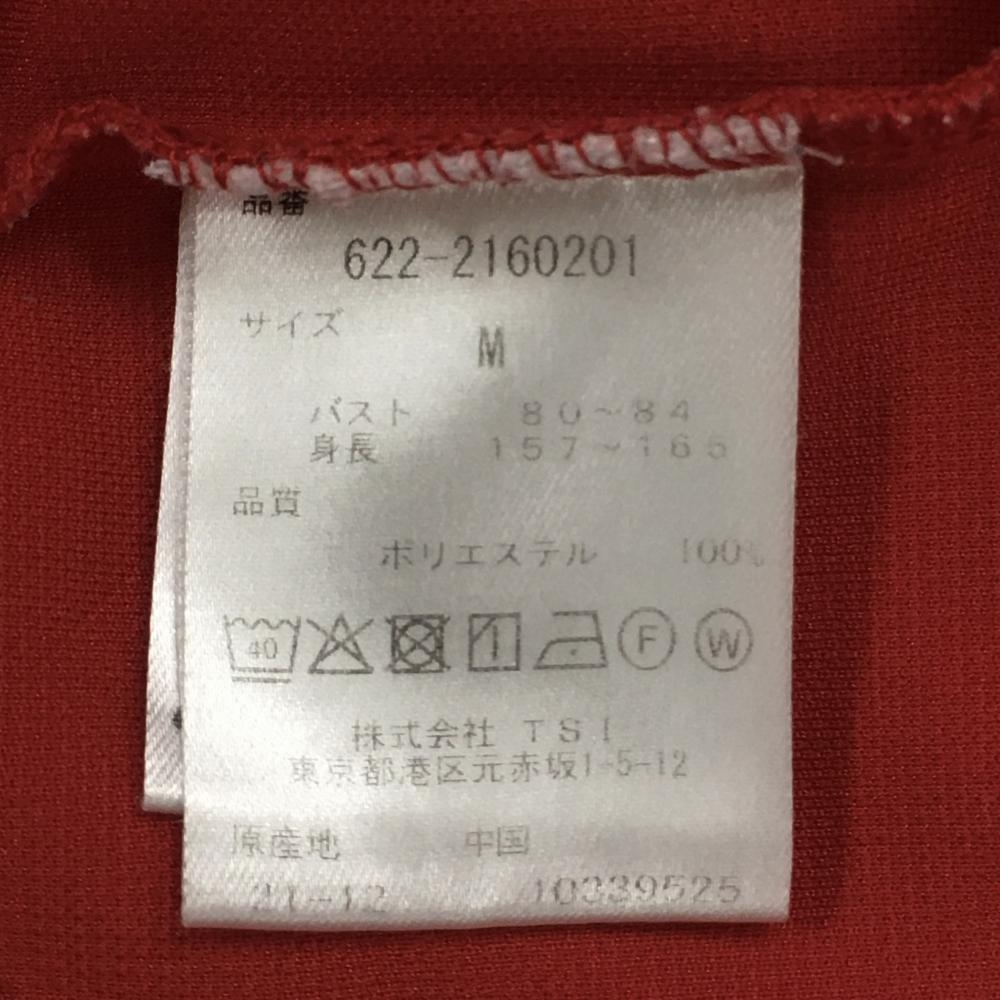 品番
622-2160201
サイズ
M
バスト 80~84
身長 157~165
品質
ポリエステル 100%
40 F W
株式会社 TSI
東京都港区元赤坂1-5-12
原産地 中国
21-12 10339525